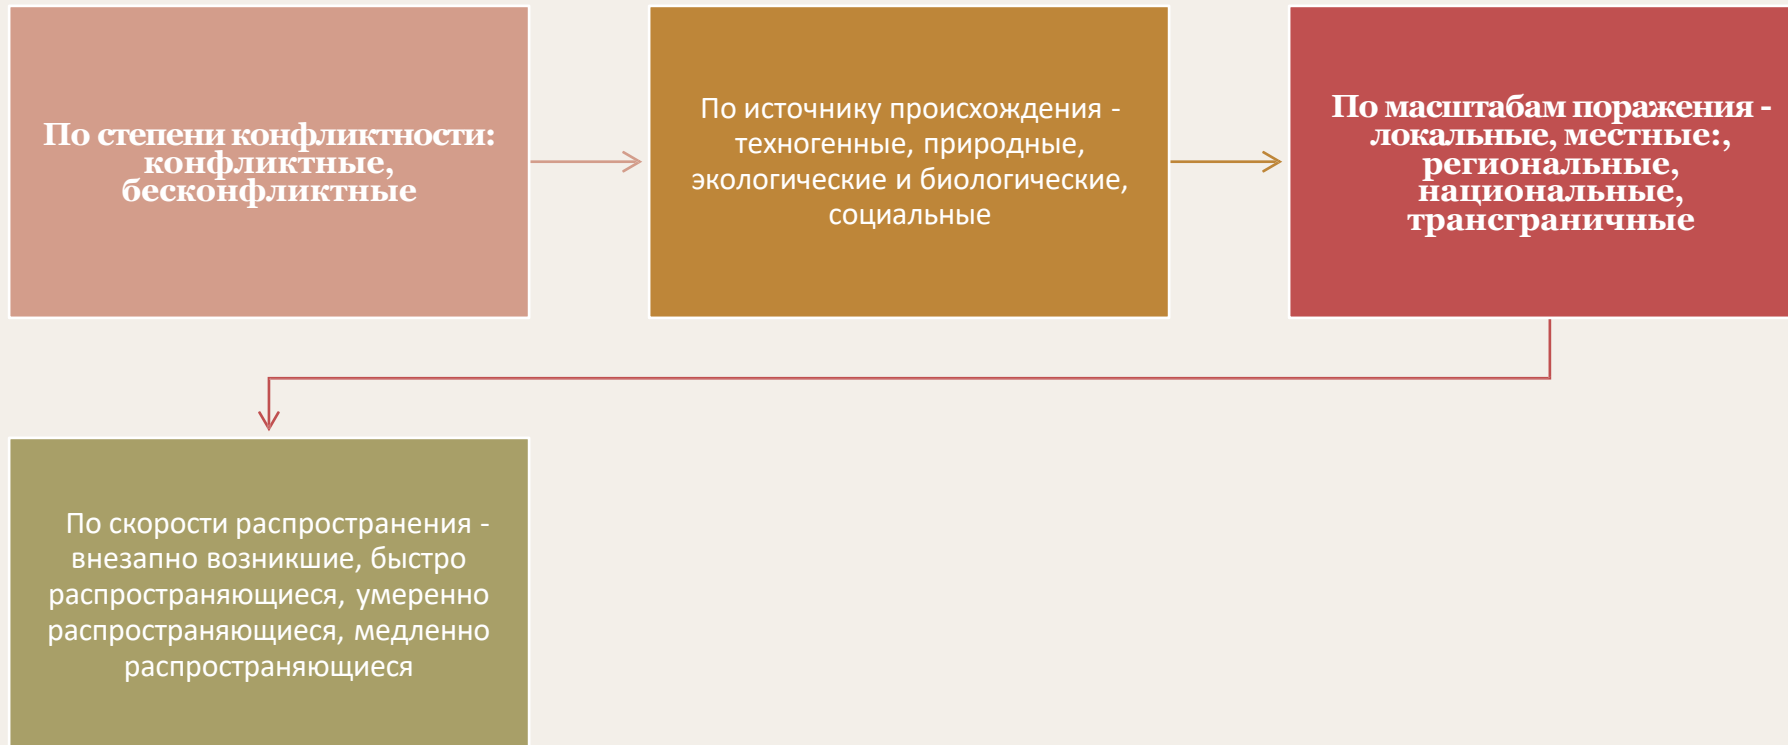 По степени конфликтности:
конфликтные,
бесконфликтные
По источнику происхождения -
техногенные, природные,
экологические и биологические,
социальные
По масштабам поражения -
локальные, местные:,
региональные,
национальные,
трансграничные
По скорости распространения -
внезапно возникшие, быстро
распространяющиеся, умеренно
распространяющиеся, медленно
распространяющиеся